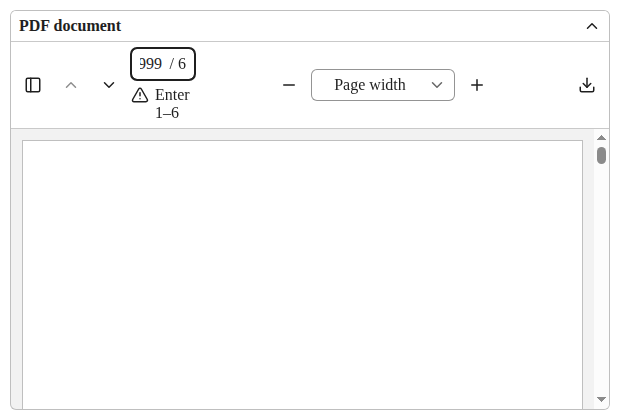 PDF document
999 / 6
Enter
1–6
Page width